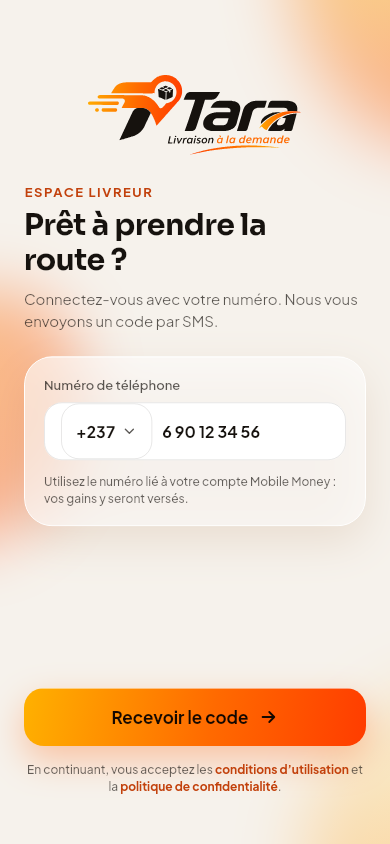 Tara
Livraison à la demande
ESPACE LIVREUR
Prêt à prendre la
route ?
Connectez-vous avec votre numéro. Nous vous
envoyons un code par SMS.
Numéro de téléphone
+237 6 90 12 34 56
Utilisez le numéro lié à votre compte Mobile Money :
vos gains y seront versés.
Recevoir le code →
En continuant, vous acceptez les conditions d’utilisation et
la politique de confidentialité.